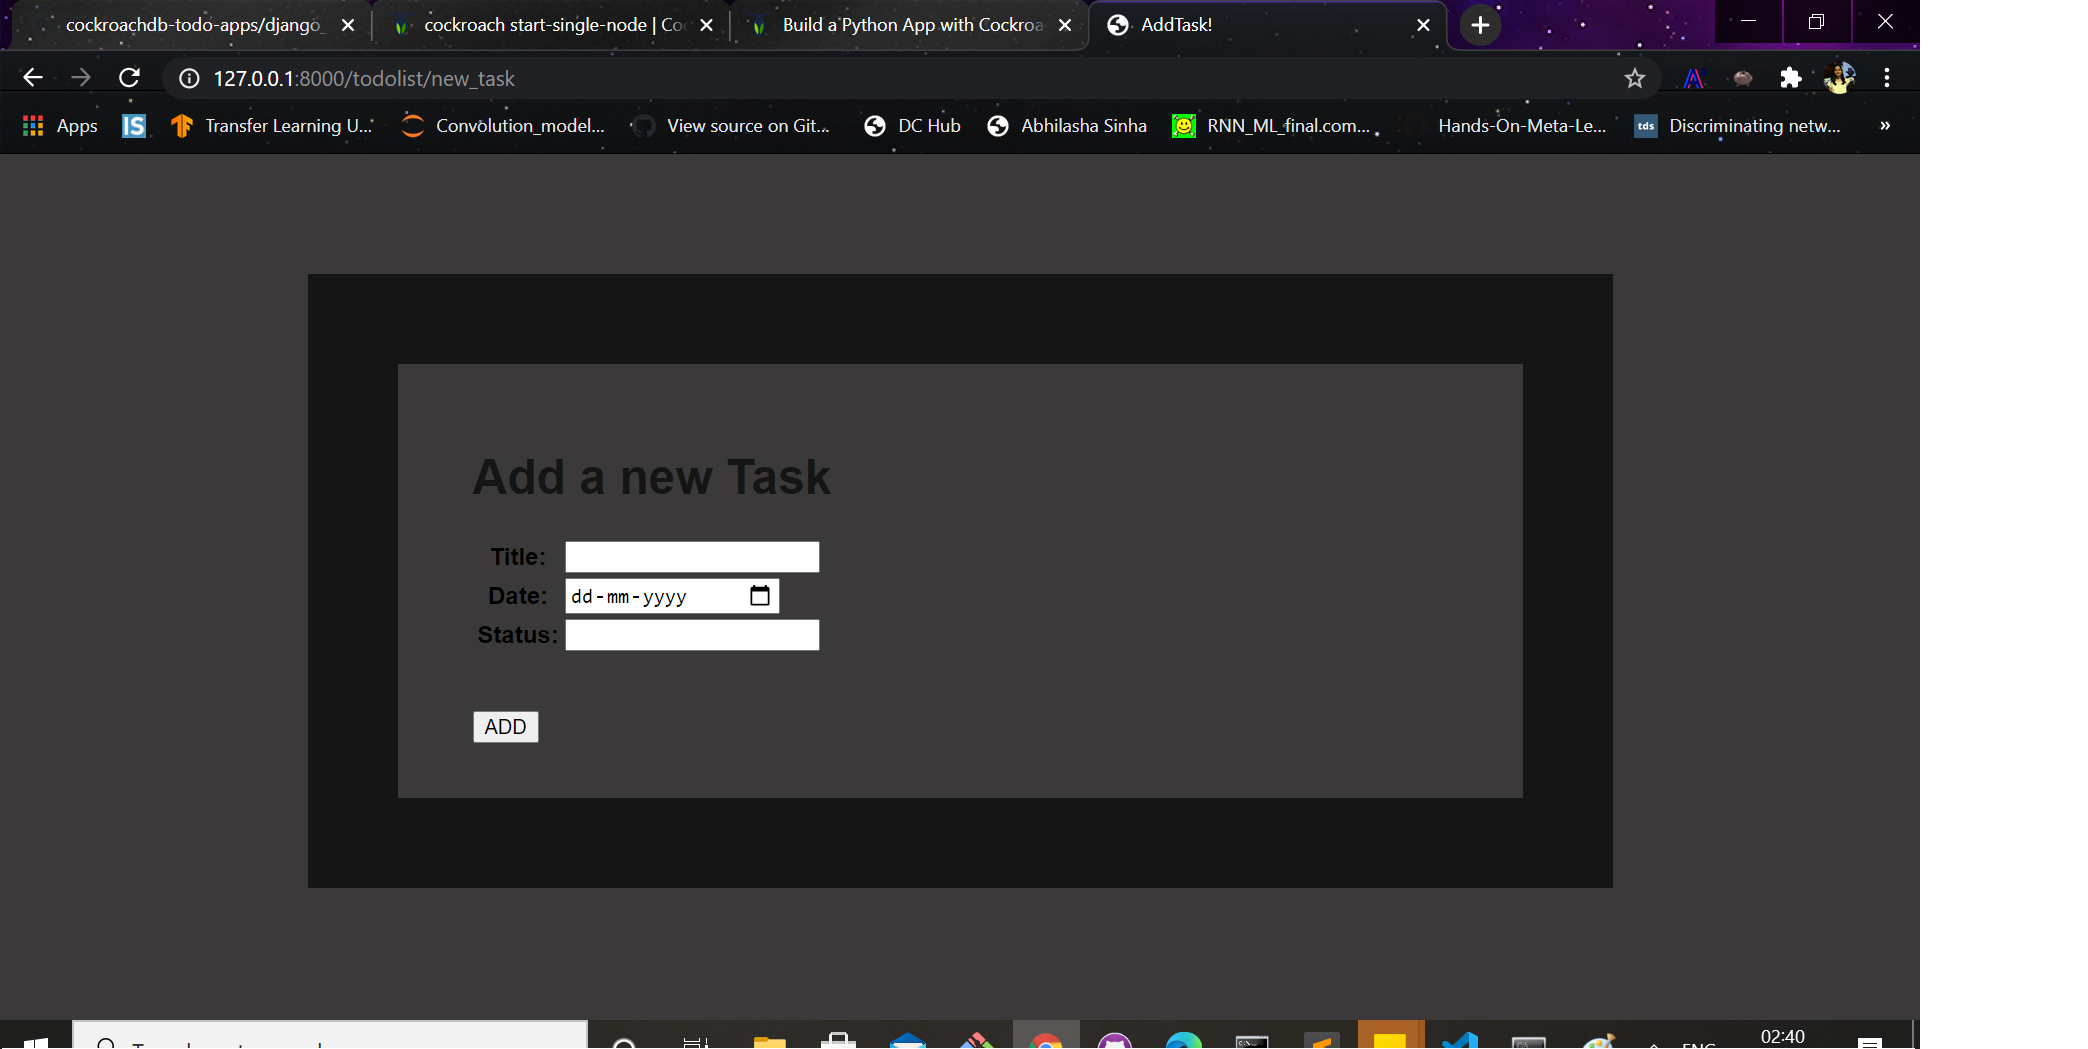 cockroachdb-todo-apps/django_
cockroach start-single-node | Co
Build a Python App with Cockroa
AddTask!
127.0.0.1:8000/todolist/new_task
Apps
IS
Transfer Learning U...
Convolution_model...
View source on Git...
DC Hub
Abhilasha Sinha
RNN_ML_final.com...
Hands-On-Meta-Le...
tds
Discriminating netw...
»
Add a new Task
Title:
Date: dd-mm-yyyy
Status:
ADD
02:40
ENG